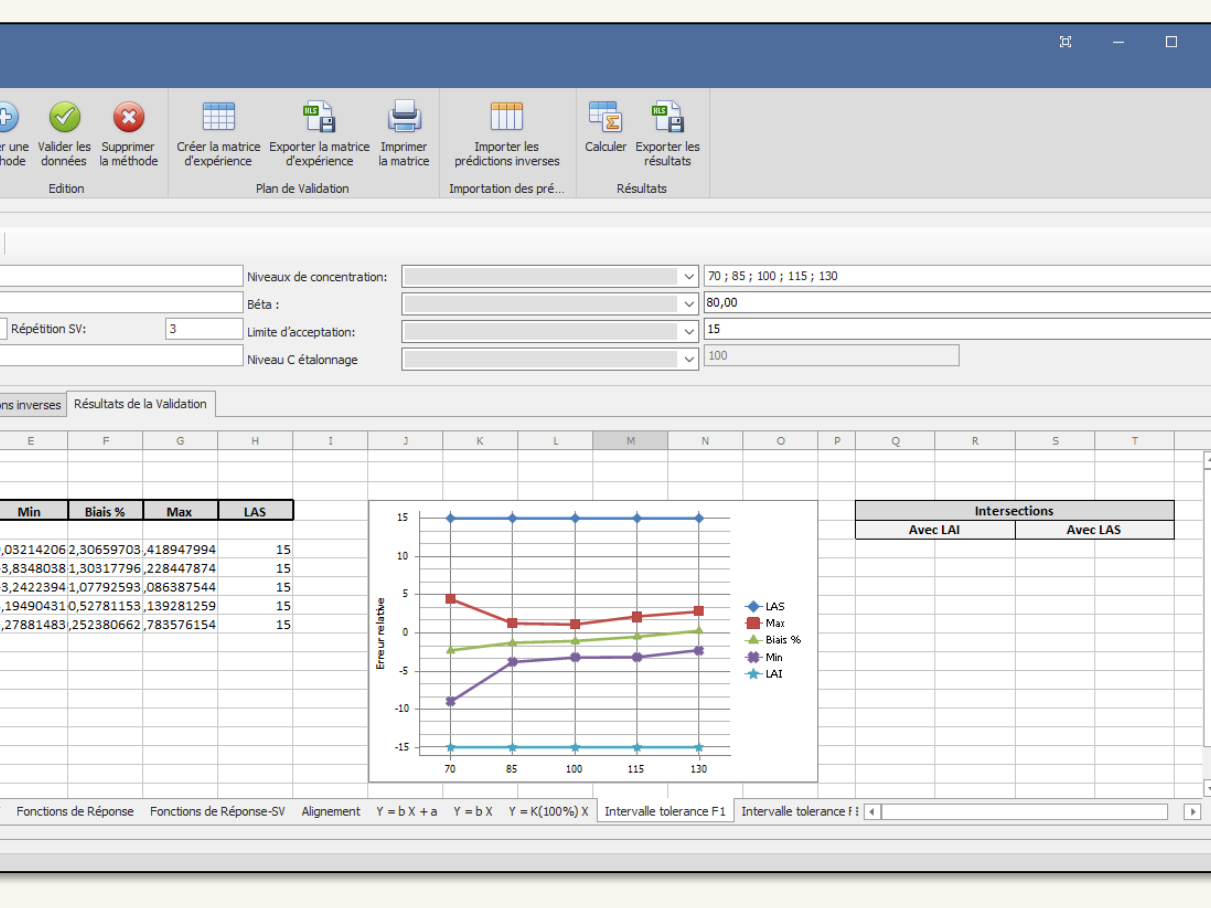 er une Valider les Supprimer Créer la matrice Exporter la matrice Imprimer Importer les Calculer Exporter les
hode données la méthode d'expérience d'expérience la matrice prédictions inverses résultats
Edition Plan de Validation Importation des pré... Résultats
Niveaux de concentration: 70 ; 85 ; 100 ; 115 ; 130
Béta : 80,00
Répétition SV: 3 Limite d'acceptation: 15
Niveau C étalonnage 100
ons inverses Résultats de la Validation
E F G H I J K L M N O P Q R S T
Min Biais % Max LAS
Intersections
Avec LAI Avec LAS
,03214206 2,30659703 ,418947994 15
3,8348038 1,30317796 ,228447874 15
3,2422394 1,07792593 ,086387544 15
,19490431 0,52781153 ,139281259 15
,27881483 ,252380662 ,783576154 15
Erreur relative
15
10
5
0
-5
-10
-15
70 85 100 115 130
LAS
Max
Biais %
Min
LAI
Fonctions de Réponse Fonctions de Réponse-SV Alignement Y = b X + a Y = b X Y = K(100%) X Intervalle tolerance F1 Intervalle tolerance F